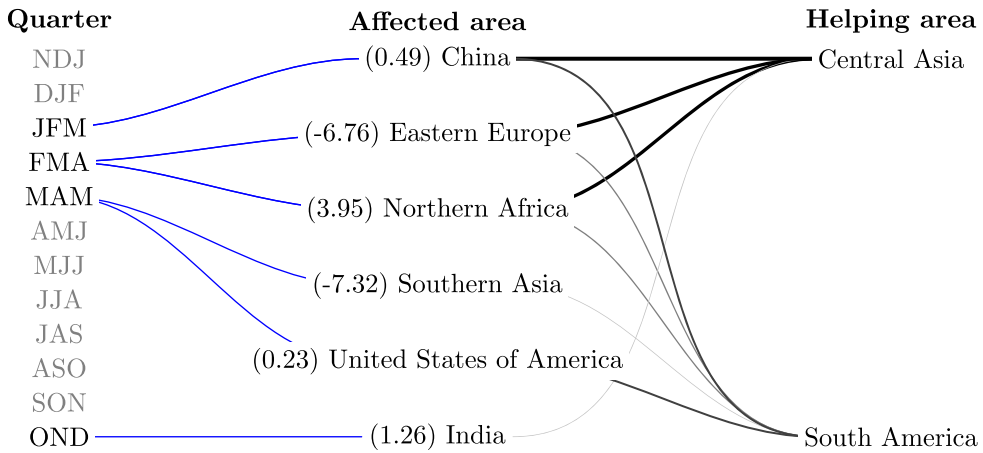 Quarter
Affected area
Helping area
NDJ
DJF
JFM
FMA
MAM
AMJ
MJJ
JJA
JAS
ASO
SON
OND
(0.49) China
(-6.76) Eastern Europe
(3.95) Northern Africa
(-7.32) Southern Asia
(0.23) United States of America
(1.26) India
Central Asia
South America